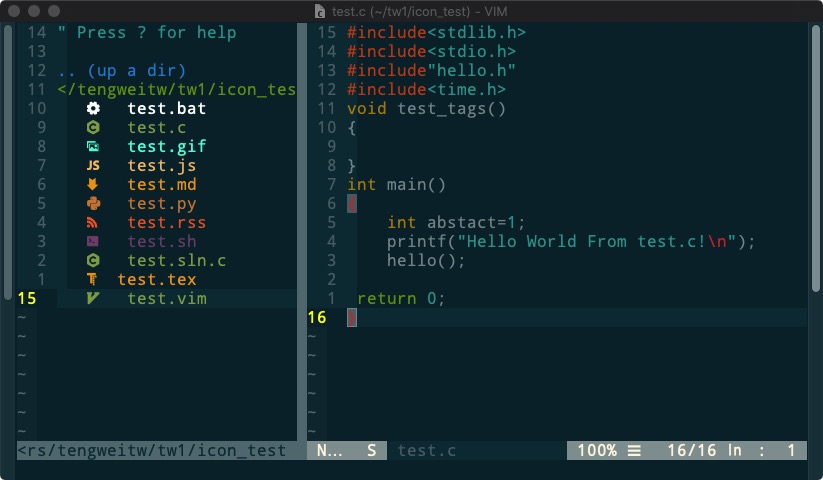 test.c (~/tw1/icon_test) - VIM
14 " Press ? for help
13
12 .. (up a dir)
11 </tengweitw/tw1/icon_tes
10 test.bat
9 test.c
8 test.gif
7 JS test.js
6 test.md
5 test.py
4 test.rss
3 test.sh
2 test.sln.c
1 test.tex
15 test.vim
~
~
~
~
~
~
~
<rs/tengweitw/tw1/icon_test
15 #include<stdlib.h>
14 #include<stdio.h>
13 #include"hello.h"
12 #include<time.h>
11 void test_tags()
10 {
9
8 }
7 int main()
6 {
5 int abstact=1;
4 printf("Hello World From test.c!\n");
3 hello();
2
1 return 0;
16 }
~
~
~
~
~
~
N... S test.c 100% ☰ 16/16 ln : 1